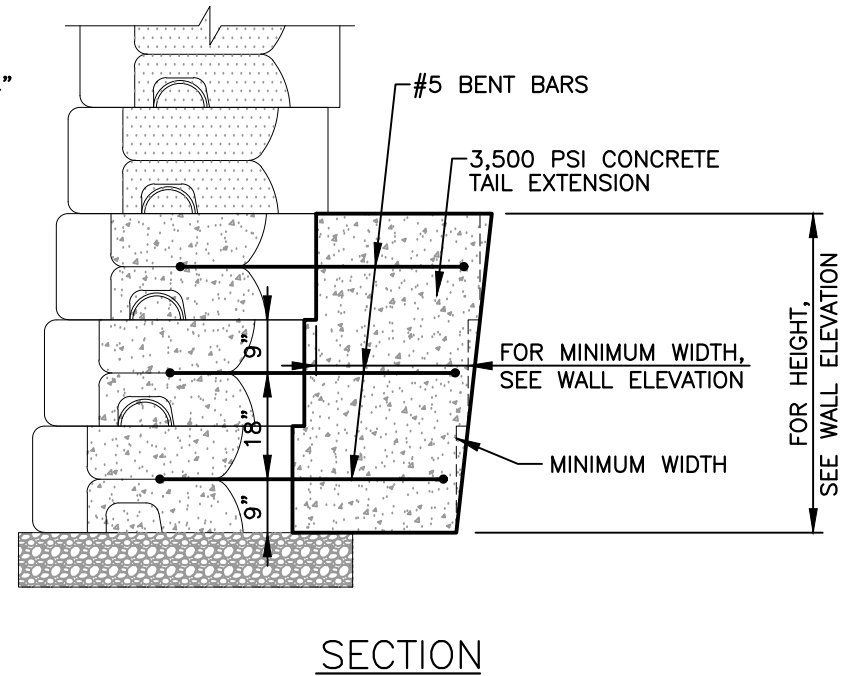 ”
#5 BENT BARS
3,500 PSI CONCRETE
TAIL EXTENSION
9"
FOR MINIMUM WIDTH,
SEE WALL ELEVATION
18"
MINIMUM WIDTH
9"
FOR HEIGHT,
SEE WALL ELEVATION
SECTION